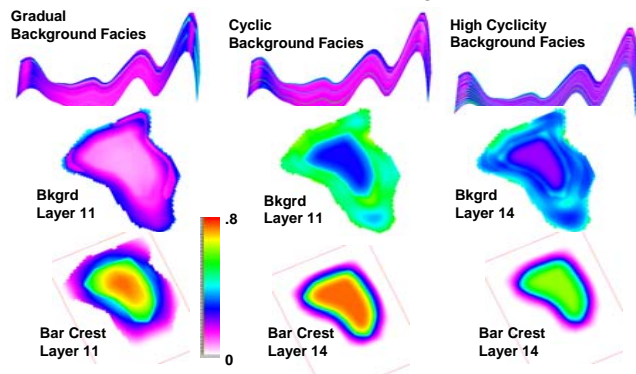 Gradual
Background Facies
Cyclic
Background Facies
High Cyclicity
Background Facies
Bkgrd
Layer 11
Bkgrd
Layer 11
Bkgrd
Layer 14
.8
0
Bar Crest
Layer 11
Bar Crest
Layer 14
Bar Crest
Layer 14